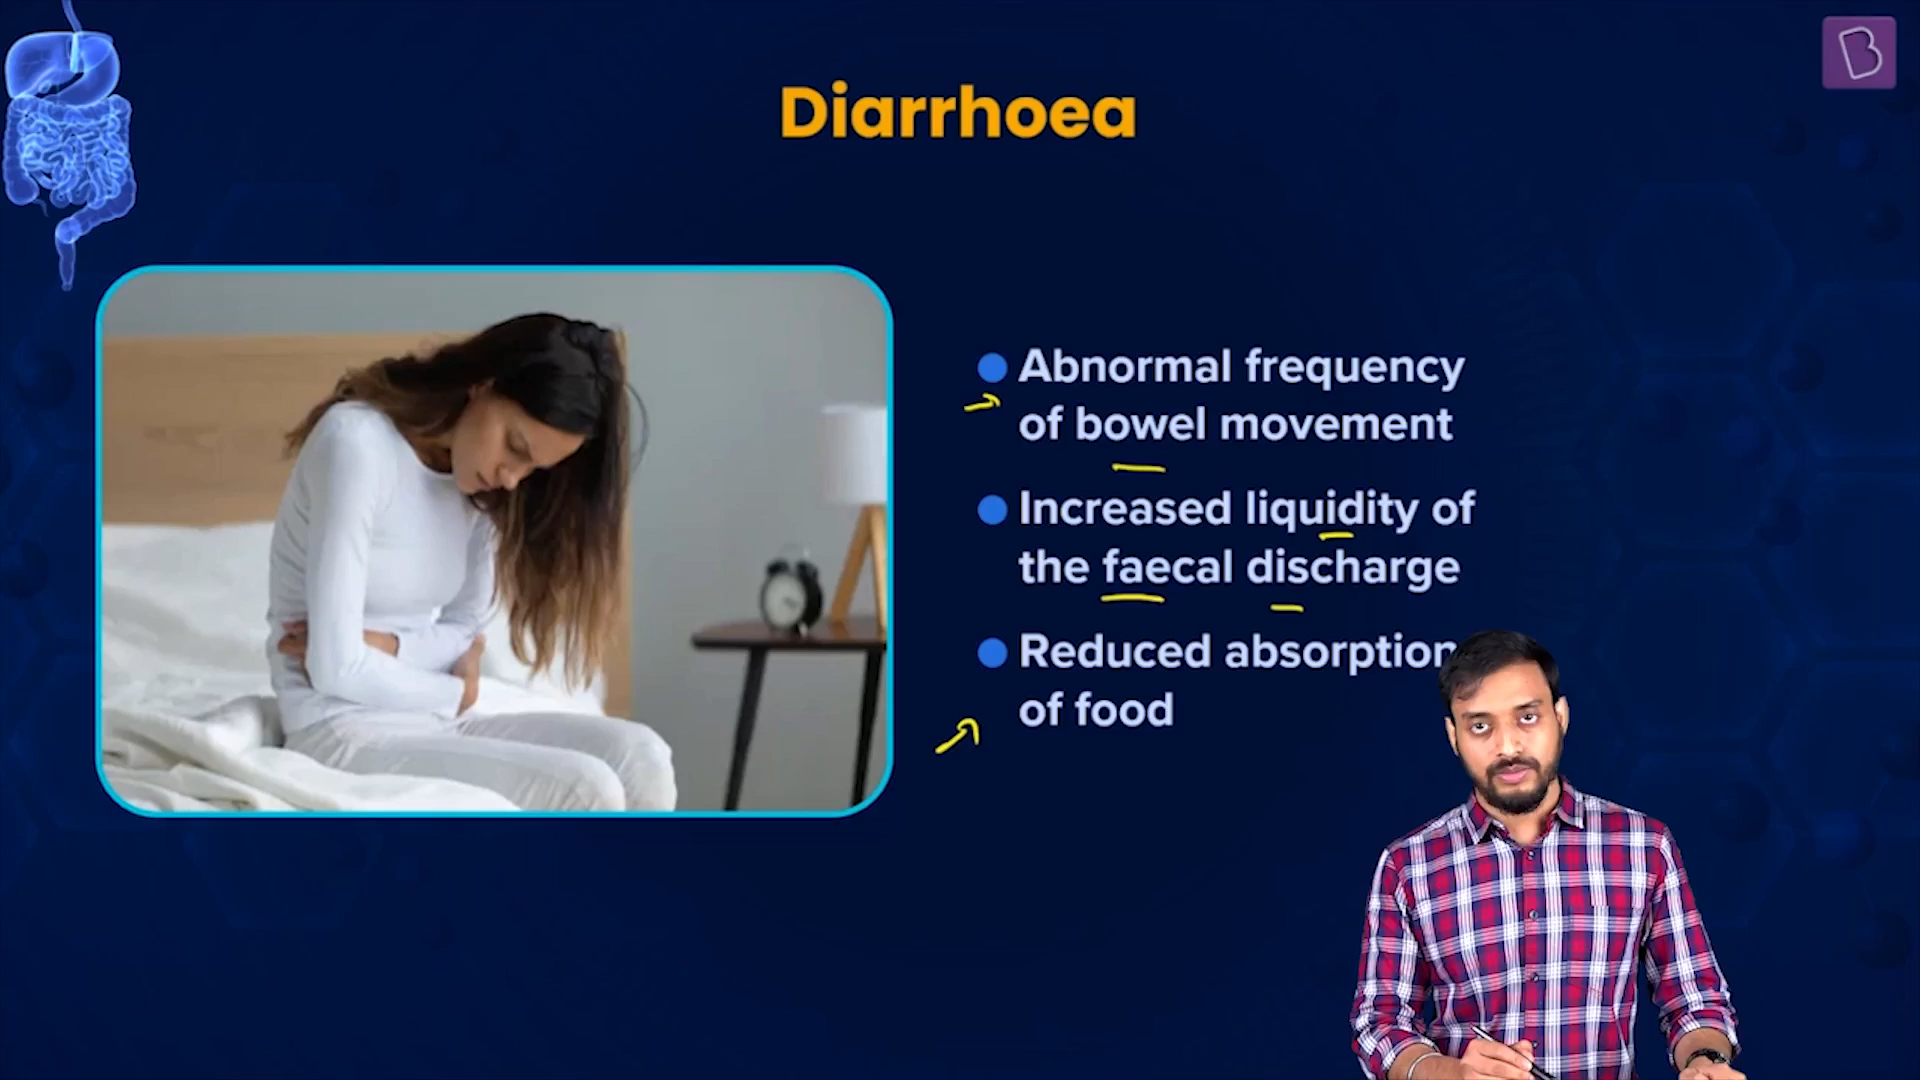 Diarrhoea
Abnormal frequency
of bowel movement
Increased liquidity of
the faecal discharge
Reduced absorption
of food
B